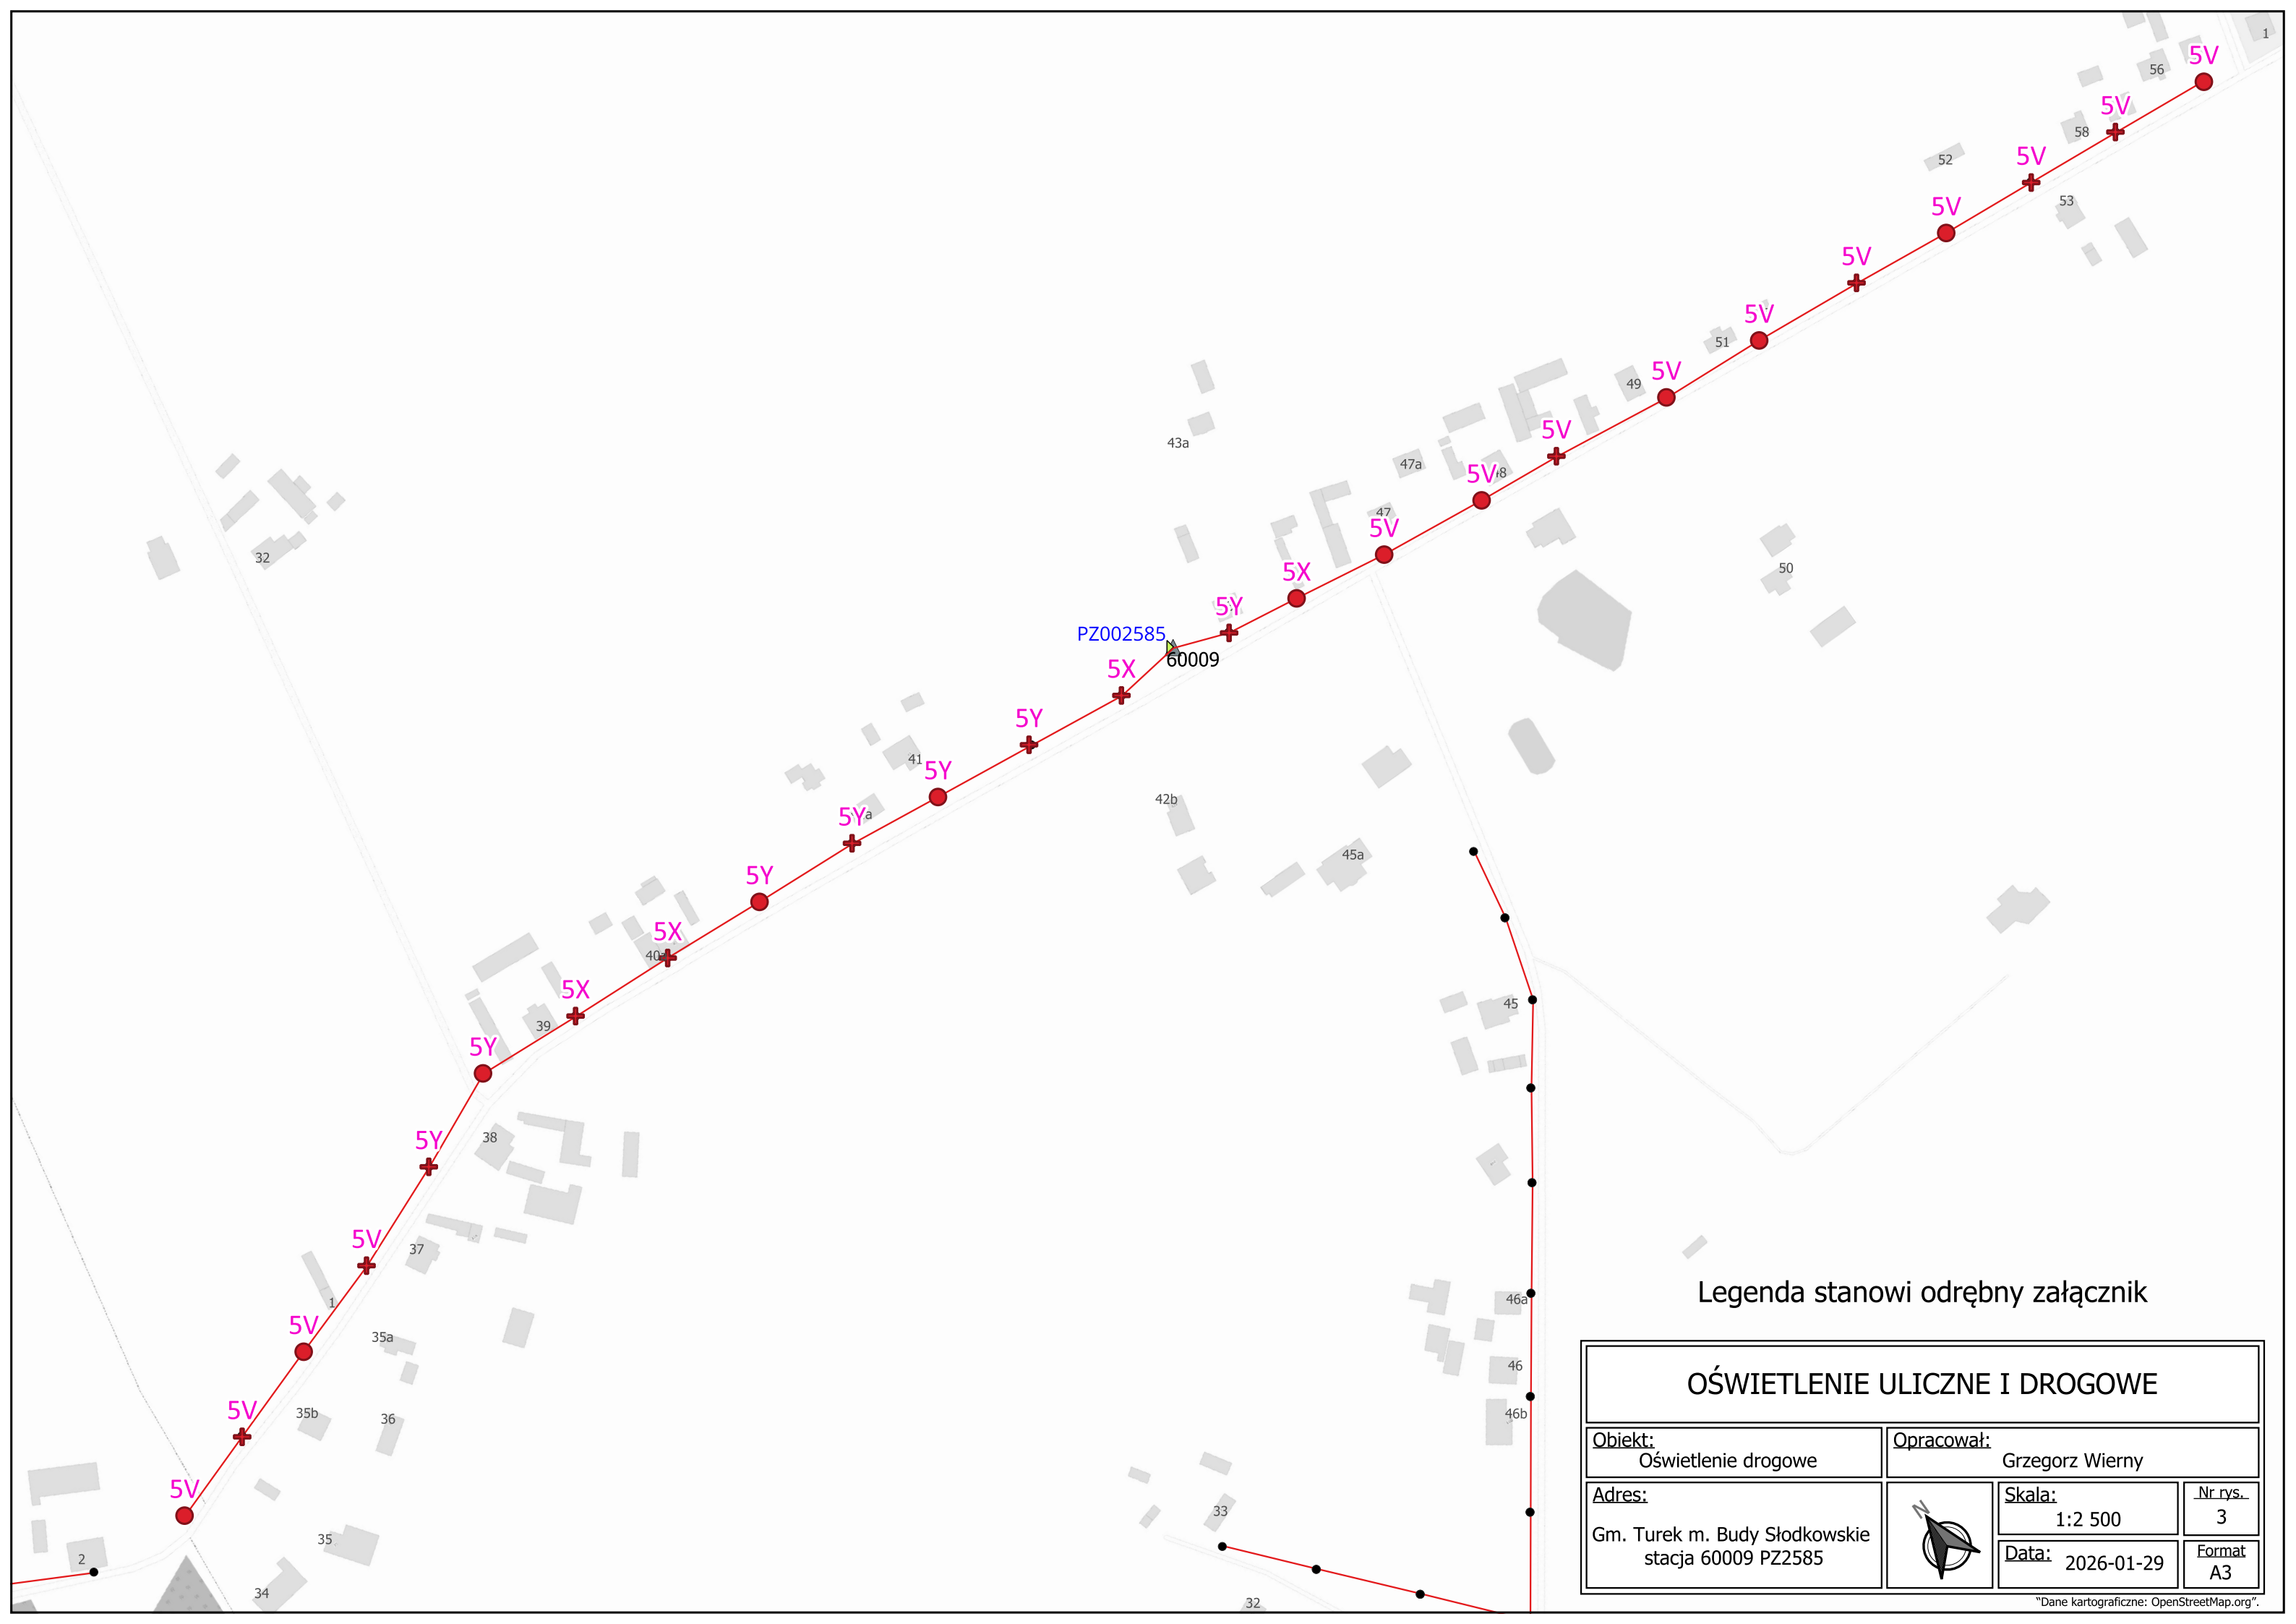 1
5V
56
5V
58
5V
52
53
5V
5V
5V
51
5V
49
5V
43a
47a
5V
48
47
5V
32
50
5X
5Y
PZ002585
60009
5X
5Y
41
5Y
42b
5Y
a
45a
5Y
5X
40a
5X
45
39
5Y
38
5Y
5V
37
Legenda stanowi odrębny załącznik
46a
1
5V
35a
46
OŚWIETLENIE ULICZNE I DROGOWE
5V
35b
36
46b
Obiekt:
Oświetlenie drogowe
Opracował:
Grzegorz Wierny
5V
33
Adres:
Gm. Turek m. Budy Słodkowskie
stacja 60009 PZ2585
N
Skala:
1:2 500
Nr rys.
3
35
2
Data: 2026-01-29
Format
A3
34
32
"Dane kartograficzne: OpenStreetMap.org".